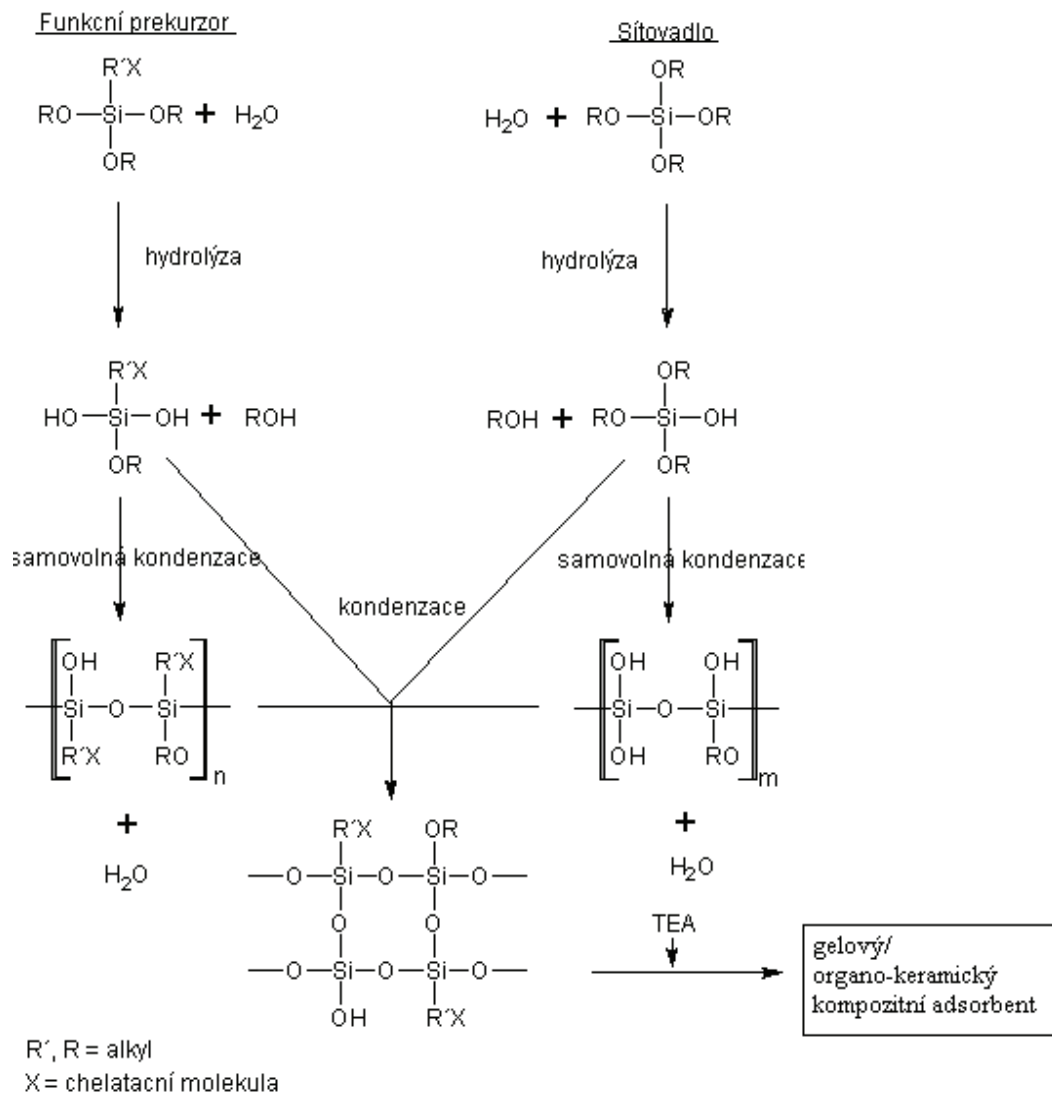 Funkcní prekurzor
Sítovadlo
R´X
RO—Si—OR + H₂O
OR
OR
H₂O + RO—Si—OR
OR
hydrolýza
hydrolýza
R´X
HO—Si—OH + ROH
OR
OR
ROH + RO—Si—OH
OR
samovolná kondenzace
kondenzace
samovolná kondenzace
OH R´X
Si—O—Si
R´X RO
n
OH OH
Si—O—Si
OH RO
m
+
H₂O
+
H₂O
R´X OR
—O—Si—O—Si—O—
O O
—O—Si—O—Si—O—
OH R´X
TEA
gelový/
organo-keramický
kompozitní adsorbent
R´, R = alkyl
X = chelatacní molekula